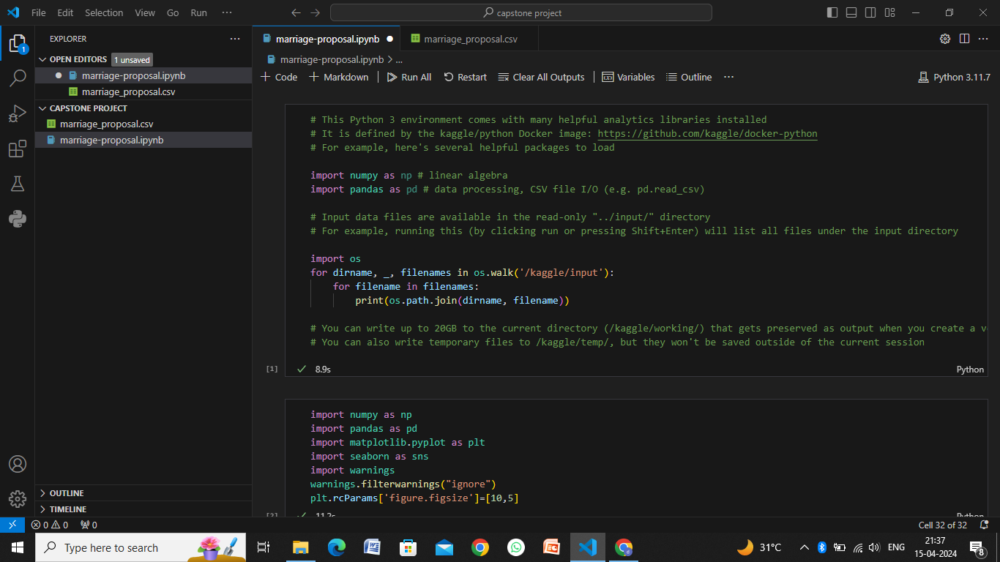 File Edit Selection View Go Run ···
capstone project
EXPLORER ···
1
OPEN EDITORS 1 unsaved
marriage-proposal.ipynb
marriage_proposal.csv
CAPSTONE PROJECT
marriage_proposal.csv
marriage-proposal.ipynb
OUTLINE
TIMELINE
marriage-proposal.ipynb marriage_proposal.csv ···
marriage-proposal.ipynb > ...
+ Code + Markdown | Run All Restart Clear All Outputs | Variables Outline ··· Python 3.11.7
# This Python 3 environment comes with many helpful analytics libraries installed
# It is defined by the kaggle/python Docker image: https://github.com/kaggle/docker-python
# For example, here's several helpful packages to load
import numpy as np # linear algebra
import pandas as pd # data processing, CSV file I/O (e.g. pd.read_csv)
# Input data files are available in the read-only "../input/" directory
# For example, running this (by clicking run or pressing Shift+Enter) will list all files under the input directory
import os
for dirname, _, filenames in os.walk('/kaggle/input'):
for filename in filenames:
print(os.path.join(dirname, filename))
# You can write up to 20GB to the current directory (/kaggle/working/) that gets preserved as output when you create a
# You can also write temporary files to /kaggle/temp/, but they won't be saved outside of the current session
[1] ✓ 8.9s Python
import numpy as np
import pandas as pd
import matplotlib.pyplot as plt
import seaborn as sns
import warnings
warnings.filterwarnings("ignore")
plt.rcParams['figure.figsize']=[10,5]
[2] ✓ 11.2s Python
0 0 0 Cell 32 of 32
Type here to search 31°C ENG 21:37
15-04-2024
8